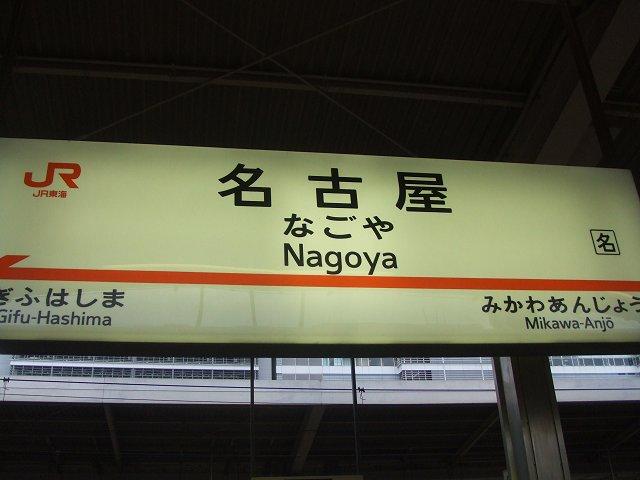 JR
JR東海
名古屋
なごや
Nagoya
名
ぎふはしま
Gifu-Hashima
みかわあんじょう
Mikawa-Anjō